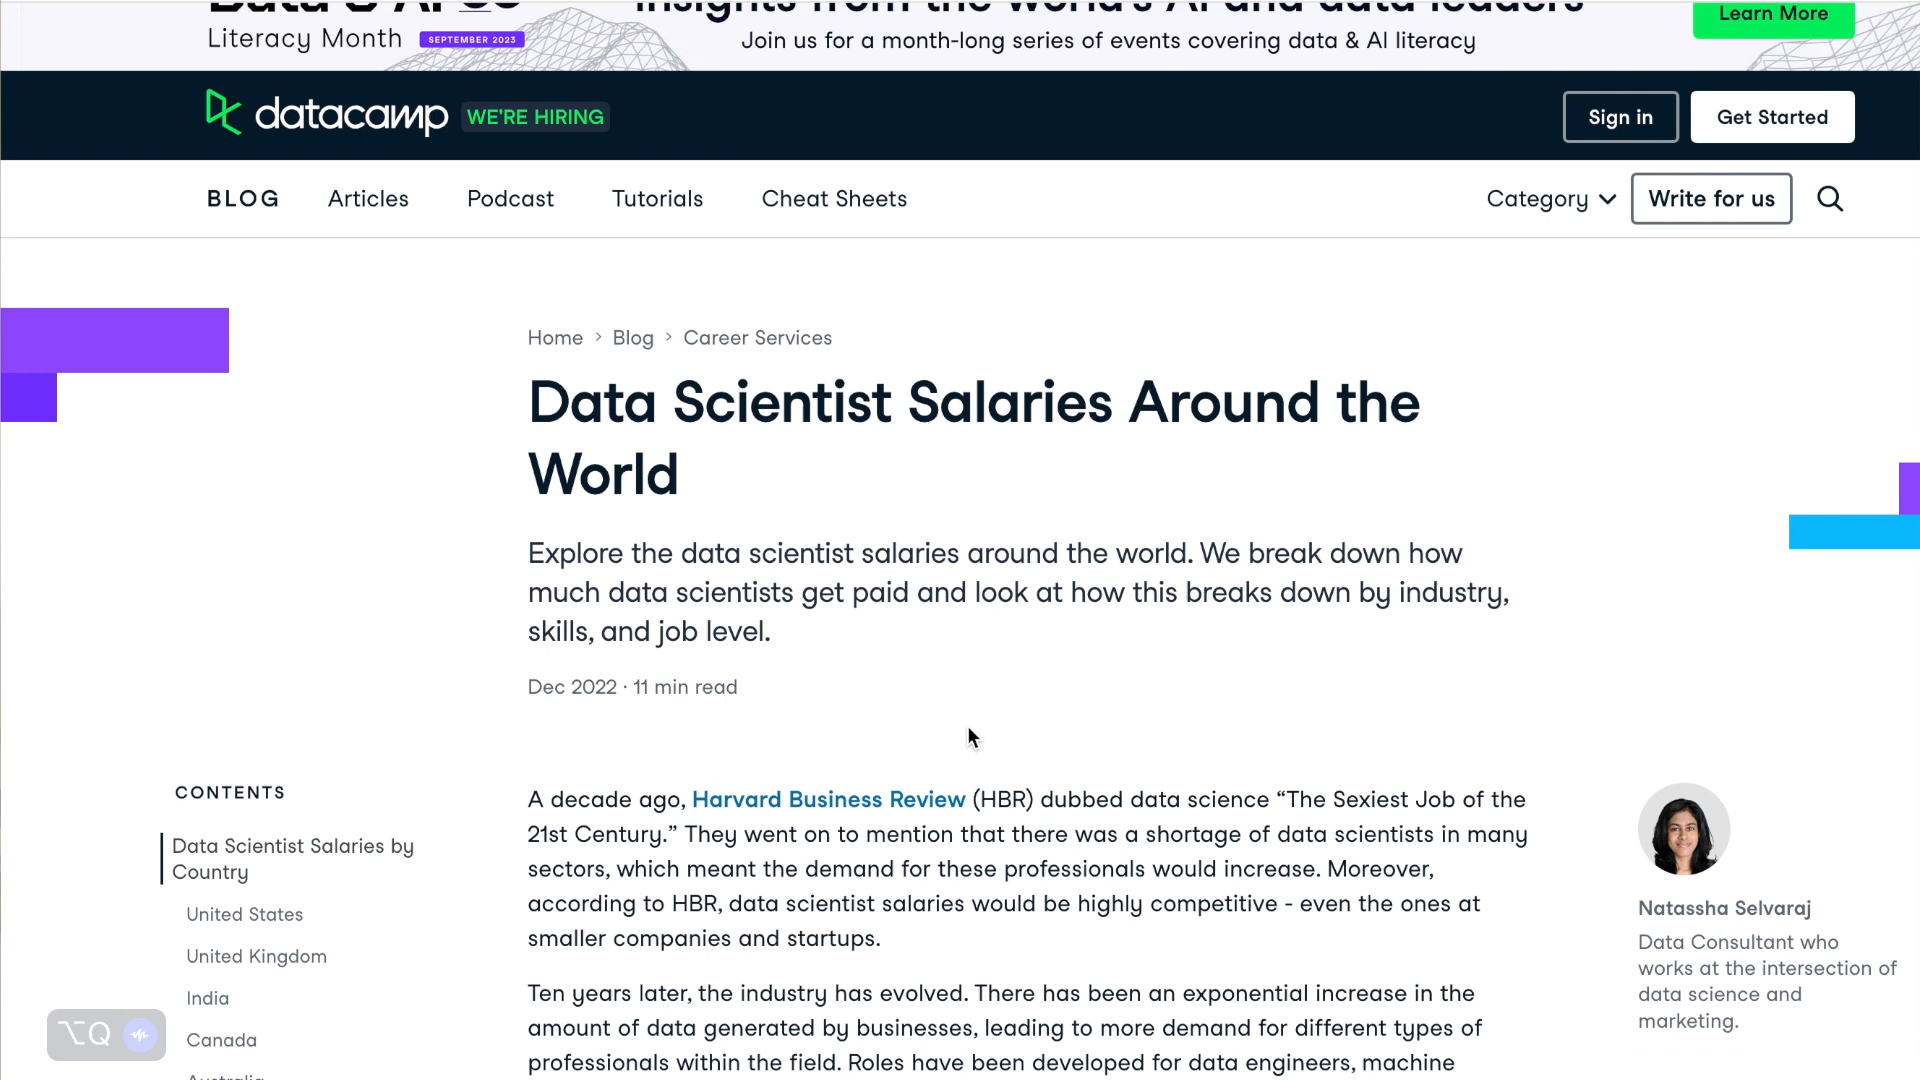 Data & AI
Insights from the world's AI and data leaders
Learn More
Literacy Month
SEPTEMBER 2023
Join us for a month-long series of events covering data & AI literacy
datacamp
WE'RE HIRING
Sign in
Get Started
BLOG
Articles
Podcast
Tutorials
Cheat Sheets
Category
Write for us
Home > Blog > Career Services
Data Scientist Salaries Around the
World
Explore the data scientist salaries around the world. We break down how
much data scientists get paid and look at how this breaks down by industry,
skills, and job level.
Dec 2022 · 11 min read
CONTENTS
Data Scientist Salaries by
Country
United States
United Kingdom
India
Canada
Australia
A decade ago, Harvard Business Review (HBR) dubbed data science “The Sexiest Job of the
21st Century.” They went on to mention that there was a shortage of data scientists in many
sectors, which meant the demand for these professionals would increase. Moreover,
according to HBR, data scientist salaries would be highly competitive - even the ones at
smaller companies and startups.
Ten years later, the industry has evolved. There has been an exponential increase in the
amount of data generated by businesses, leading to more demand for different types of
professionals within the field. Roles have been developed for data engineers, machine
Natassha Selvaraj
Data Consultant who
works at the intersection of
data science and
marketing.
⌥Q